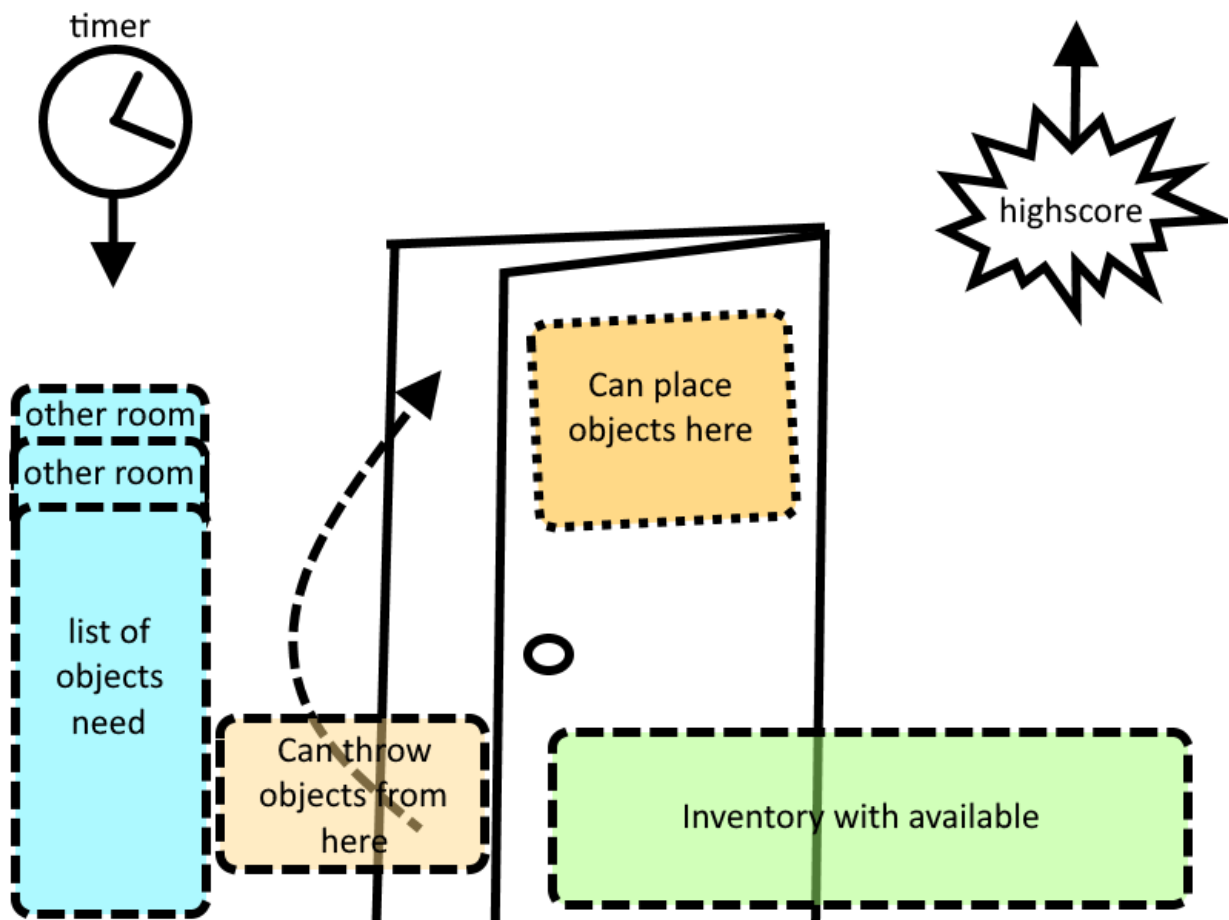 timer
highscore
Can place
objects here
other room
other room
list of
objects
need
Can throw
objects from
here
Inventory with available